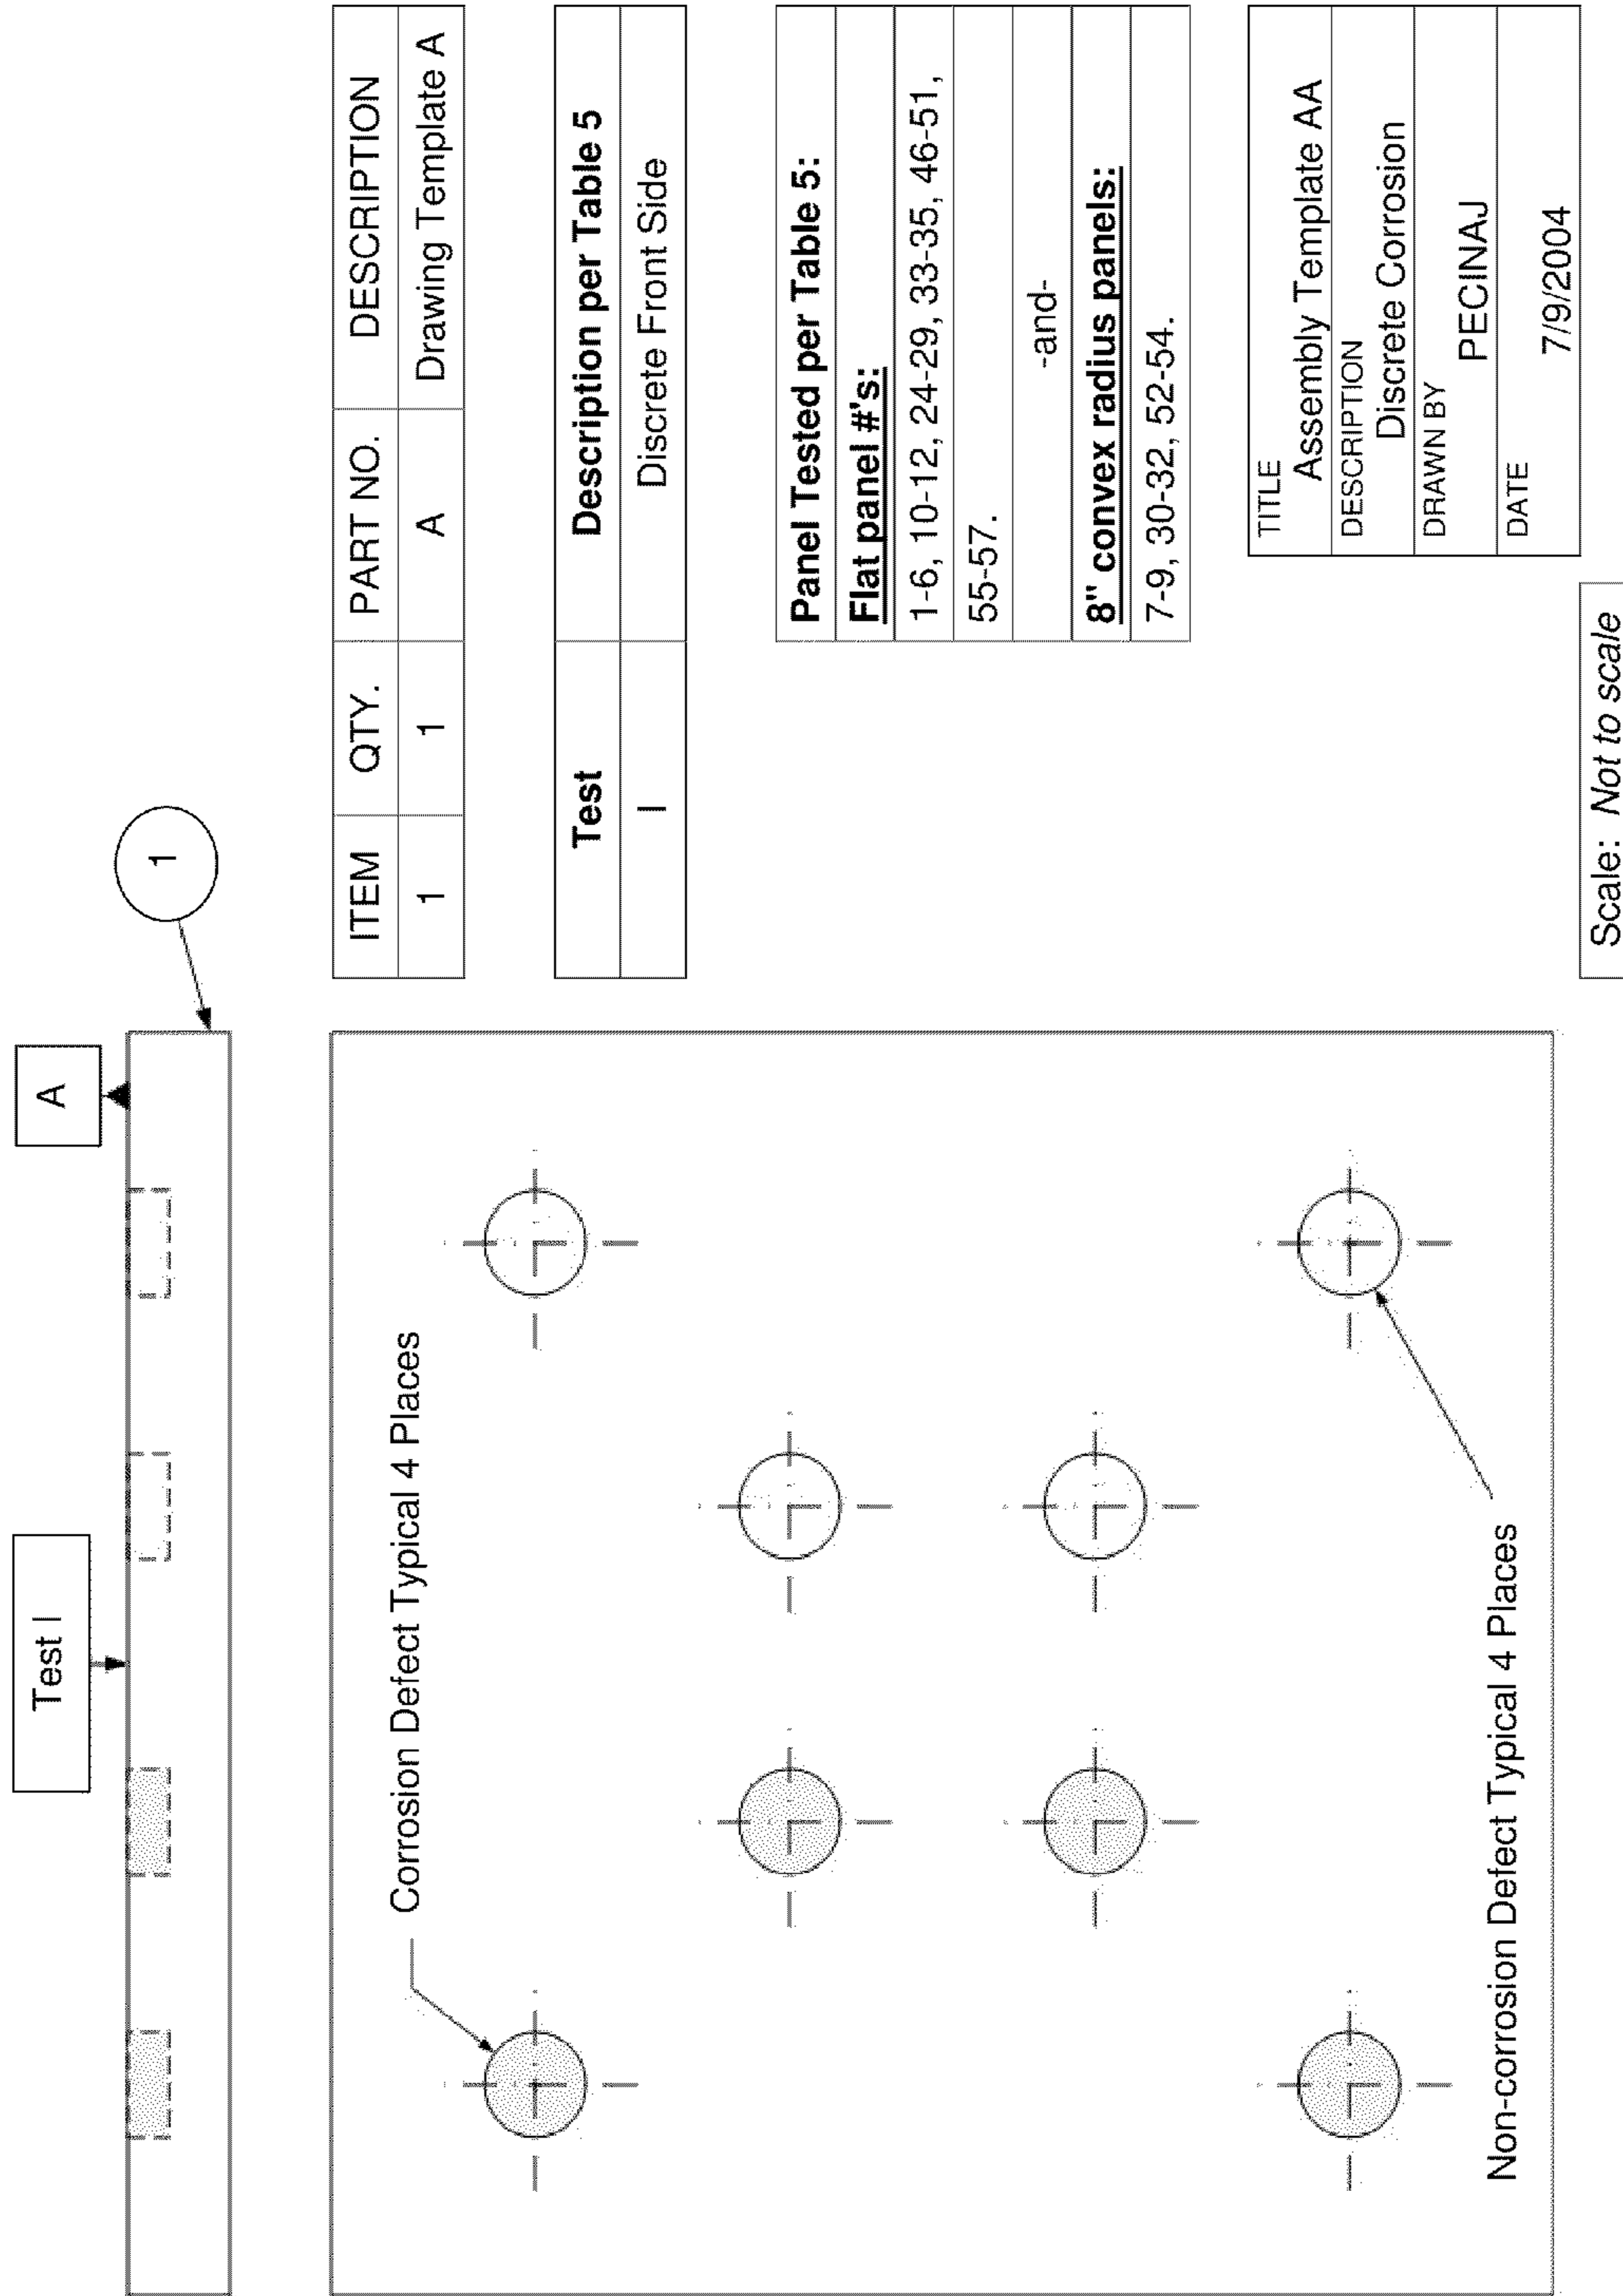 Test I
A
1
Corrosion Defect Typical 4 Places
Non-corrosion Defect Typical 4 Places
ITEM QTY. PART NO. DESCRIPTION
1 1 A Drawing Template A
Test Description per Table 5
I Discrete Front Side
Panel Tested per Table 5:
Flat panel #'s:
1-6, 10-12, 24-29, 33-35, 46-51,
55-57.
-and-
8" convex radius panels:
7-9, 30-32, 52-54.
TITLE
Assembly Template AA
DESCRIPTION
Discrete Corrosion
DRAWN BY
PECINAJ
DATE
7/9/2004
Scale: Not to scale